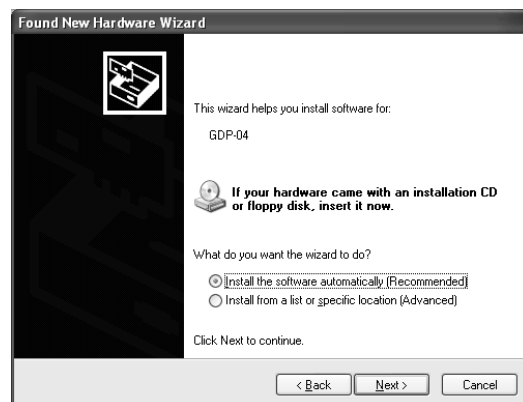 Found New Hardware Wizard
This wizard helps you install software for:
GDP-04
If your hardware came with an installation CD
or floppy disk, insert it now.
What do you want the wizard to do?
Install the software automatically (Recommended)
Install from a list or specific location (Advanced)
Click Next to continue.
< Back Next > Cancel